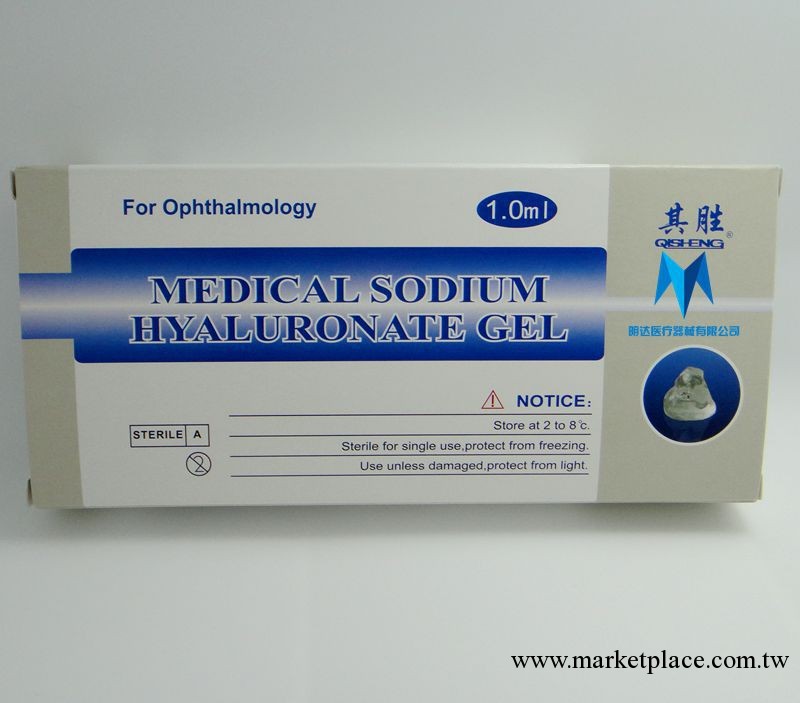 For Ophthalmology
1.0ml
其胜®
QISHENG
MEDICAL SODIUM
HYALURONATE GEL
明达医疗器械有限公司
⚠ NOTICE:
Store at 2 to 8℃.
STERILE A
Sterile for single use,protect from freezing.
2
Use unless damaged,protect from light.
www.marketplace.com.tw